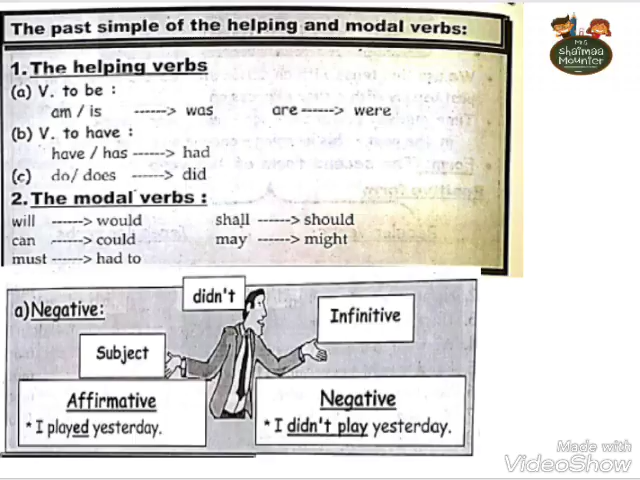 The past simple of the helping and modal verbs:
1. The helping verbs
(a) V. to be :
am / is -----> was are -----> were
(b) V. to have :
have / has -----> had
(c) do/ does -----> did
2. The modal verbs :
will -----> would shall -----> should
can -----> could may -----> might
must -----> had to
didn't
a)Negative:
Infinitive
Subject
Affirmative
* I played yesterday.
Negative
* I didn't play yesterday.
Mrs
Shaimaa
Mounier
Made with
VideoShow